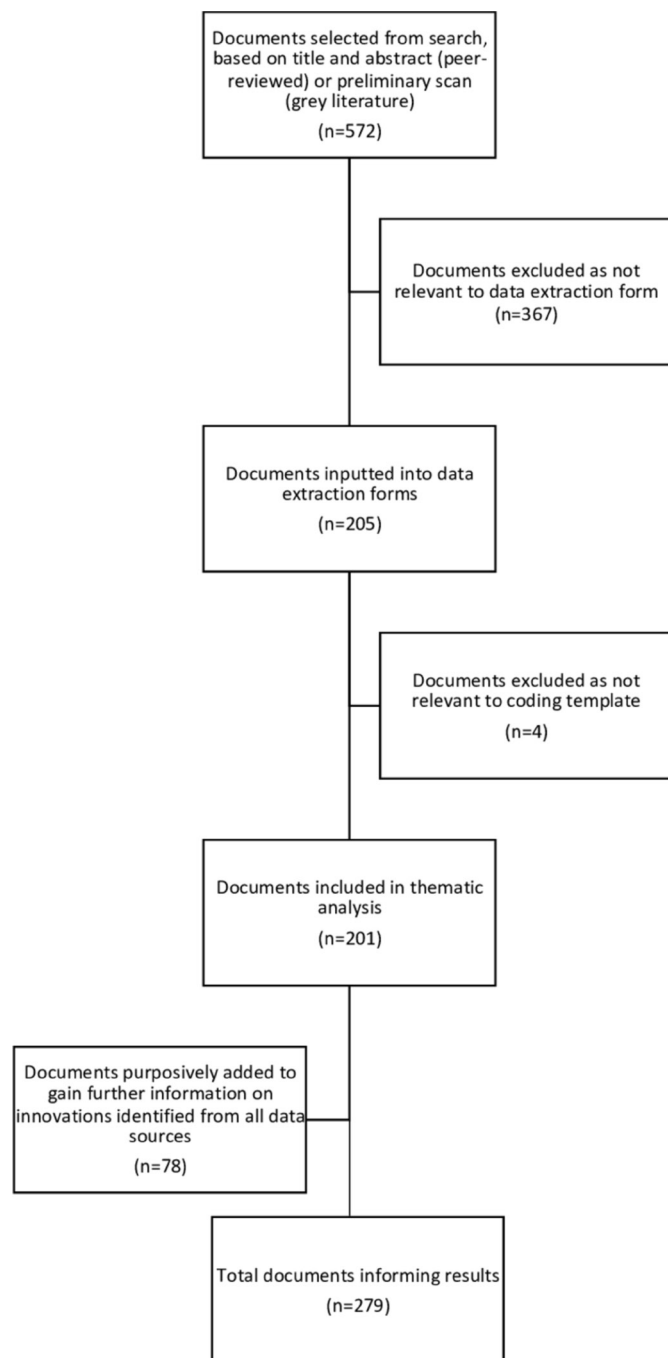 Documents selected from search,
based on title and abstract (peer-
reviewed) or preliminary scan
(grey literature)
(n=572)
Documents excluded as not
relevant to data extraction form
(n=367)
Documents inputted into data
extraction forms
(n=205)
Documents excluded as not
relevant to coding template
(n=4)
Documents included in thematic
analysis
(n=201)
Documents purposively added to
gain further information on
innovations identified from all data
sources
(n=78)
Total documents informing results
(n=279)